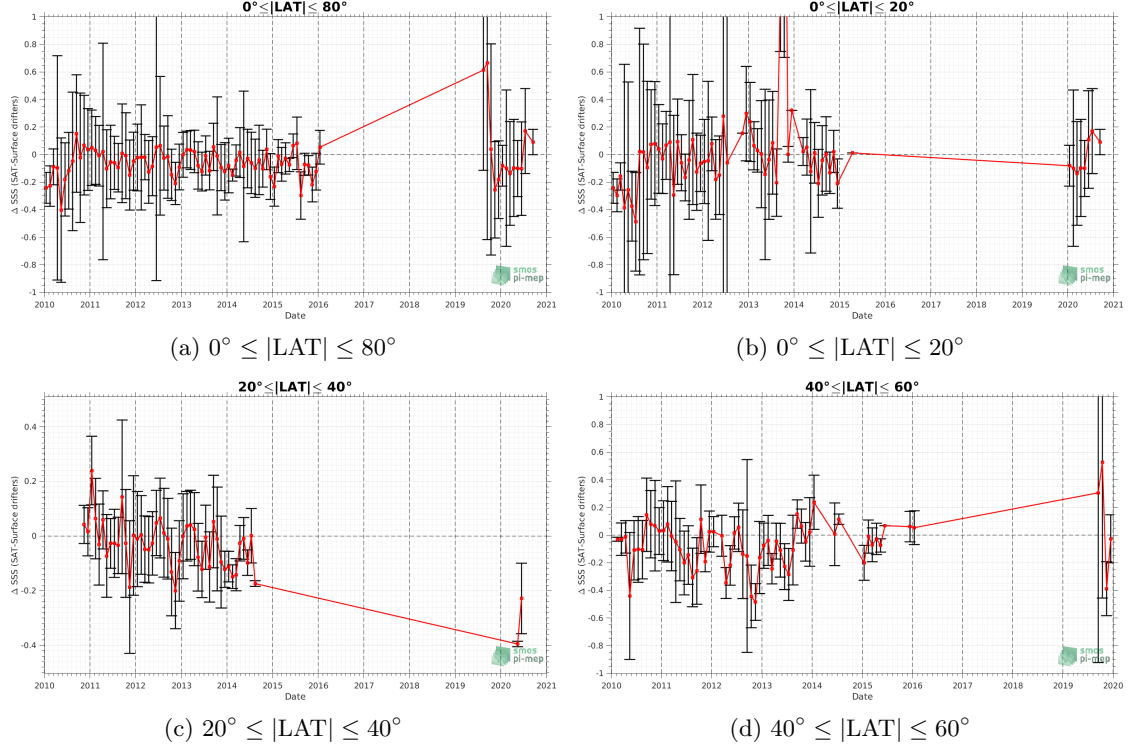 0°≤|LAT|≤ 80°
Δ SSS (SAT-Surface drifters)
1
0.8
0.6
0.4
0.2
0
-0.2
-0.4
-0.6
-0.8
-1
2010 2011 2012 2013 2014 2015 2016 2017 2018 2019 2020 2021
Date
smos
pi-mep
(a) 0° ≤ |LAT| ≤ 80°
0°≤|LAT|≤ 20°
Δ SSS (SAT-Surface drifters)
1
0.8
0.6
0.4
0.2
0
-0.2
-0.4
-0.6
-0.8
-1
2010 2011 2012 2013 2014 2015 2016 2017 2018 2019 2020 2021
Date
smos
pi-mep
(b) 0° ≤ |LAT| ≤ 20°
20°≤|LAT|≤ 40°
Δ SSS (SAT-Surface drifters)
0.4
0.2
0
-0.2
-0.4
2010 2011 2012 2013 2014 2015 2016 2017 2018 2019 2020 2021
Date
smos
pi-mep
(c) 20° ≤ |LAT| ≤ 40°
40°≤|LAT|≤ 60°
Δ SSS (SAT-Surface drifters)
1
0.8
0.6
0.4
0.2
0
-0.2
-0.4
-0.6
-0.8
-1
2010 2011 2012 2013 2014 2015 2016 2017 2018 2019 2020
Date
smos
pi-mep
(d) 40° ≤ |LAT| ≤ 60°